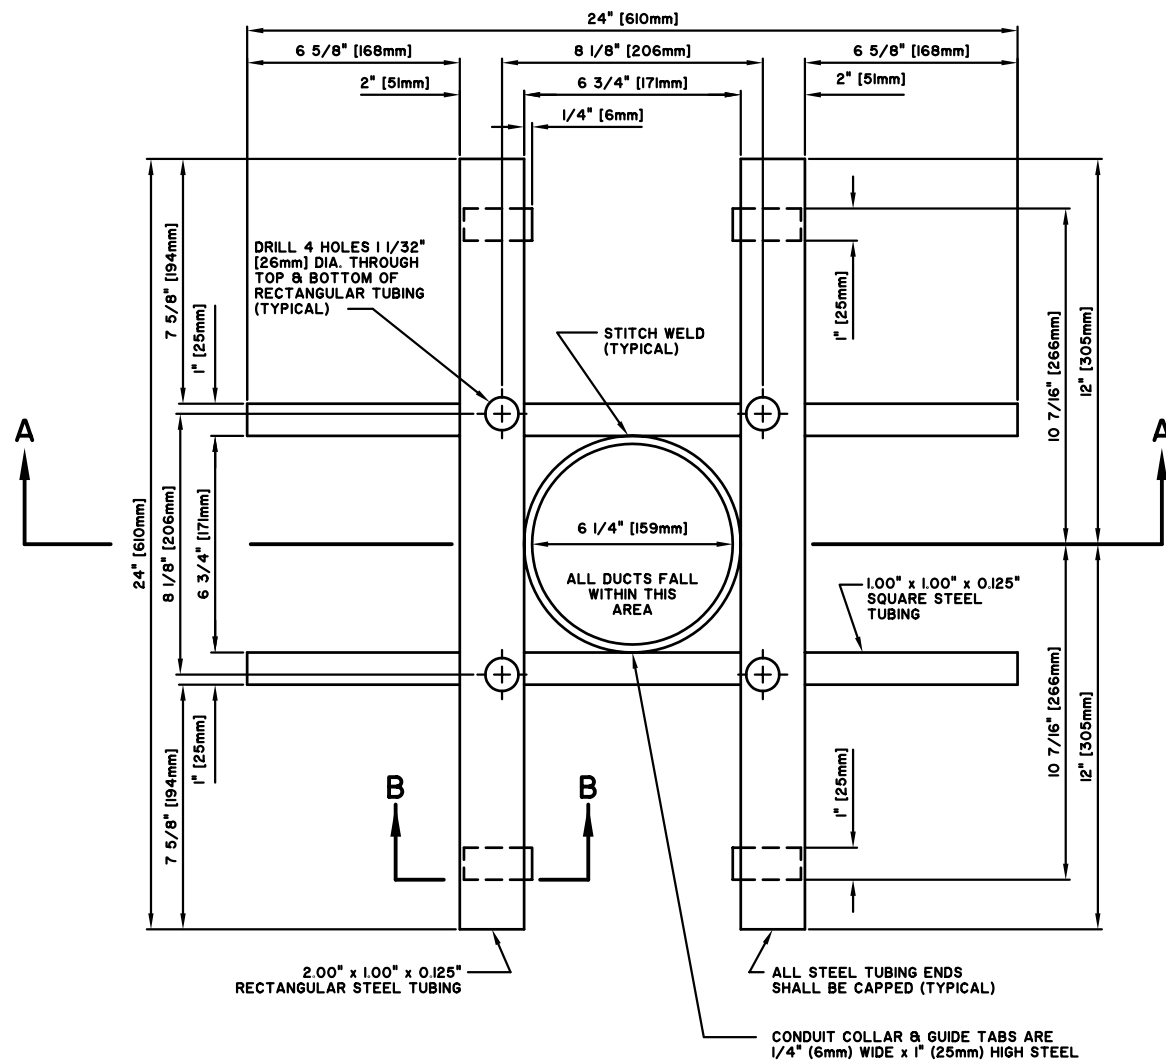 24" [610mm]
6 5/8" [168mm]
8 1/8" [206mm]
6 5/8" [168mm]
2" [51mm]
6 3/4" [171mm]
2" [51mm]
1/4" [6mm]
DRILL 4 HOLES 1 1/32"
[26mm] DIA. THROUGH
TOP & BOTTOM OF
RECTANGULAR TUBING
(TYPICAL)
STITCH WELD
(TYPICAL)
7 5/8" [194mm]
1" [25mm]
1" [25mm]
10 7/16" [266mm]
12" [305mm]
A
A
24" [610mm]
8 1/8" [206mm]
6 3/4" [171mm]
6 1/4" [159mm]
ALL DUCTS FALL
WITHIN THIS
AREA
1.00" x 1.00" x 0.125"
SQUARE STEEL
TUBING
7 5/8" [194mm]
1" [25mm]
B
B
1" [25mm]
10 7/16" [266mm]
12" [305mm]
2.00" x 1.00" x 0.125"
RECTANGULAR STEEL TUBING
ALL STEEL TUBING ENDS
SHALL BE CAPPED (TYPICAL)
CONDUIT COLLAR & GUIDE TABS ARE
1/4" (6mm) WIDE x 1" (25mm) HIGH STEEL